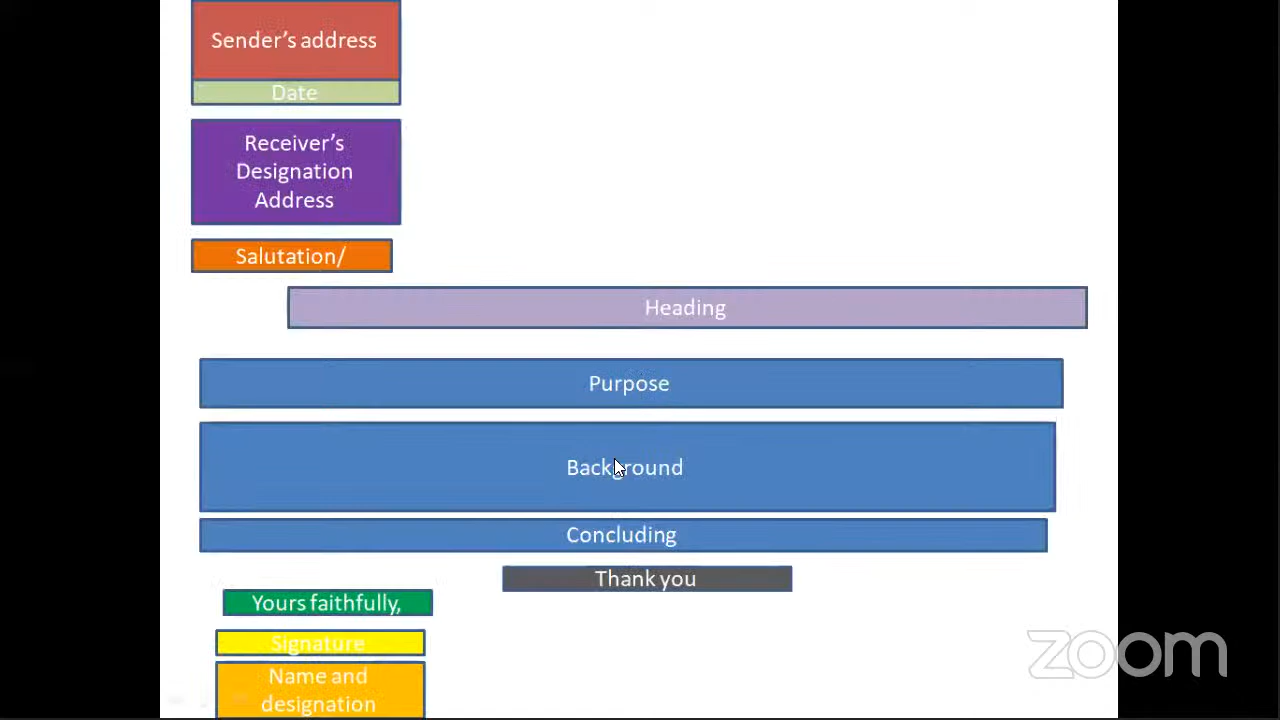 Sender's address
Date
Receiver's
Designation
Address
Salutation/
Heading
Purpose
Background
Concluding
Thank you
Yours faithfully,
Signature
Name and
designation
zoom